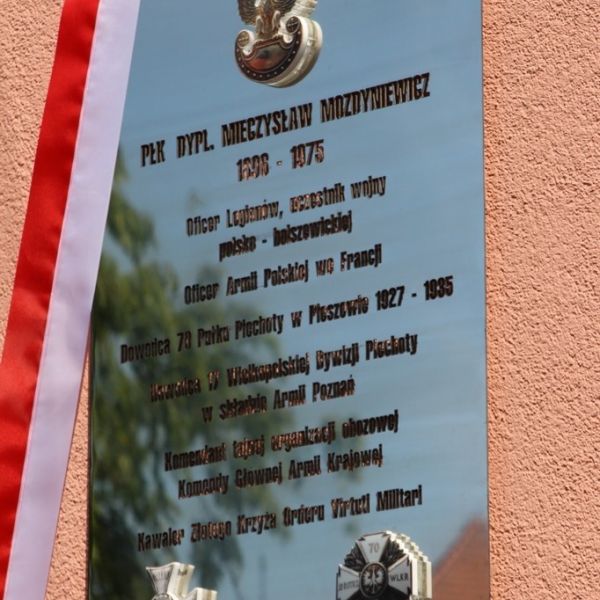 PŁK DYPL. MIECZYSŁAW MOZDYNIEWICZ
1896 - 1975
Oficer Legionów, uczestnik wojny
polsko - bolszewickiej
Oficer Armii Polskiej we Francji
Dowódca 70 Pułku Piechoty w Pleszewie 1927 - 1935
Dowódca 17 Wielkopolskiej Dywizji Piechoty
w składzie Armii Poznań
Komendant tajnej organizacji obozowej
Komendy Głównej Armii Krajowej
Kawaler Złotego Krzyża Orderu Virtuti Militari
70
WLKP.